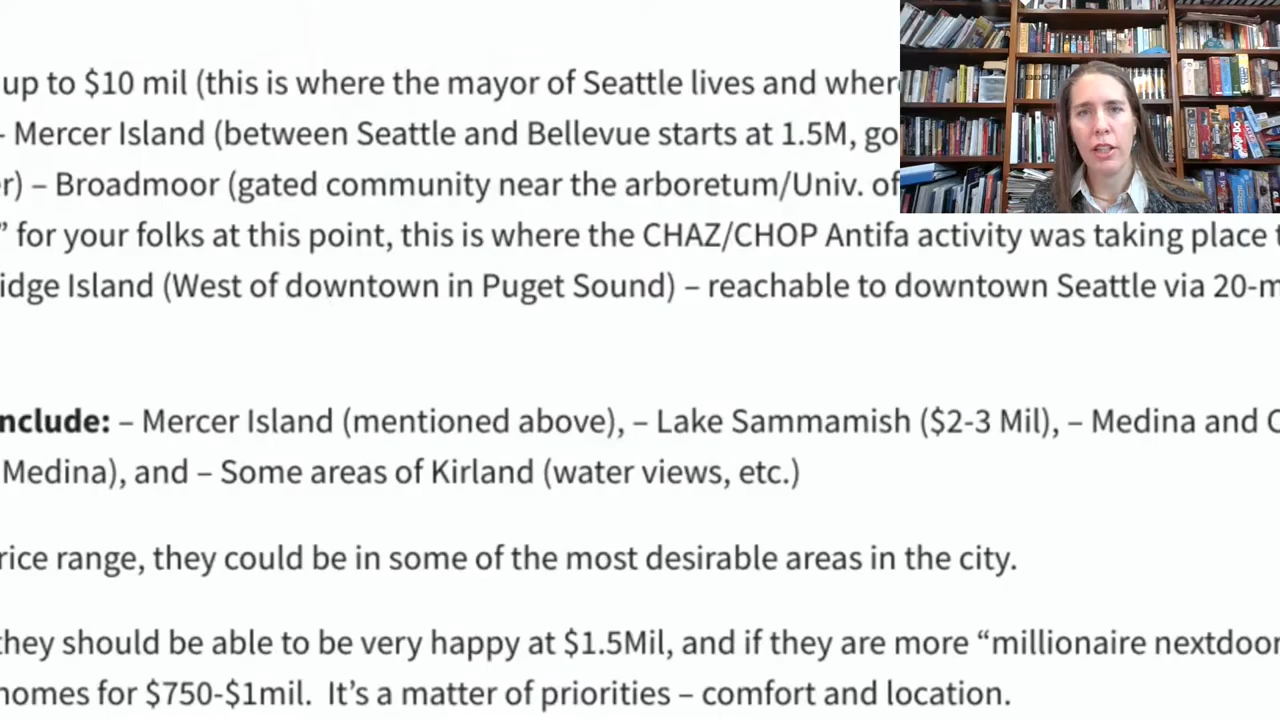 up to $10 mil (this is where the mayor of Seattle lives and where
- Mercer Island (between Seattle and Bellevue starts at 1.5M, go
r) – Broadmoor (gated community near the arboretum/Univ. of
” for your folks at this point, this is where the CHAZ/CHOP Antifa activity was taking place
idge Island (West of downtown in Puget Sound) – reachable to downtown Seattle via 20-m
nclude: – Mercer Island (mentioned above), – Lake Sammamish ($2-3 Mil), – Medina and
Medina), and – Some areas of Kirland (water views, etc.)
rice range, they could be in some of the most desirable areas in the city.
they should be able to be very happy at $1.5Mil, and if they are more “millionaire nextdoor
homes for $750-$1mil. It’s a matter of priorities – comfort and location.